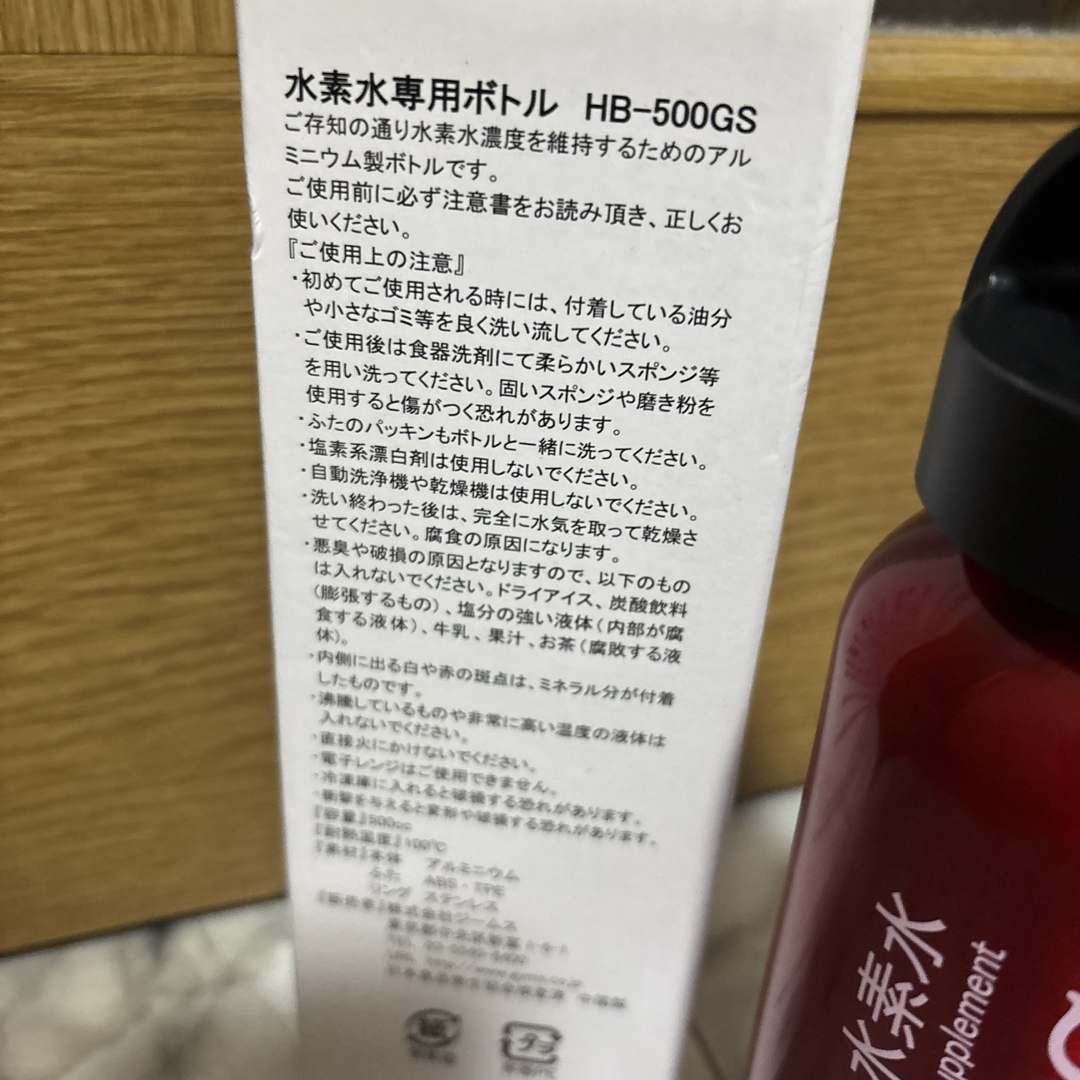 水素水専用ボトル HB-500GS
ご存知の通り水素水濃度を維持するためのアル
ミニウム製ボトルです。
ご使用前に必ず注意書をお読み頂き、正しくお
使いください。
『ご使用上の注意』
・初めてご使用される時には、付着している油分
や小さなゴミ等を良く洗い流してください。
・ご使用後は食器洗剤にて柔らかいスポンジ等
を用い洗ってください。固いスポンジや磨き粉を
使用すると傷がつく恐れがあります。
・ふたのパッキンもボトルと一緒に洗ってください。
・塩素系漂白剤は使用しないでください。
・自動洗浄機や乾燥機は使用しないでください。
・洗い終わった後は、完全に水気を取って乾燥さ
せてください。腐食の原因になります。
・悪臭や破損の原因となりますので、以下のもの
は入れないでください。ドライアイス、炭酸飲料
(膨張するもの)、塩分の強い液体(内部が腐
食する液体)、牛乳、果汁、お茶(腐敗する液
体)。
・内側に出る白や赤の斑点は、ミネラル分が付着
したものです。
・沸騰しているものや非常に高い温度の液体は
入れないでください。
・直接火にかけないでください。
・電子レンジはご使用できません。
・冷凍庫に入れると破損する恐れがあります。
・衝撃を与えると変形や破損する恐れがあります。
『容量』500cc
『耐熱温度』100℃
『素材』本体 アルミニウム
ふた ABS・TPE
リング ステンレス
『販売者』株式会社ジームス
水素水
upplement